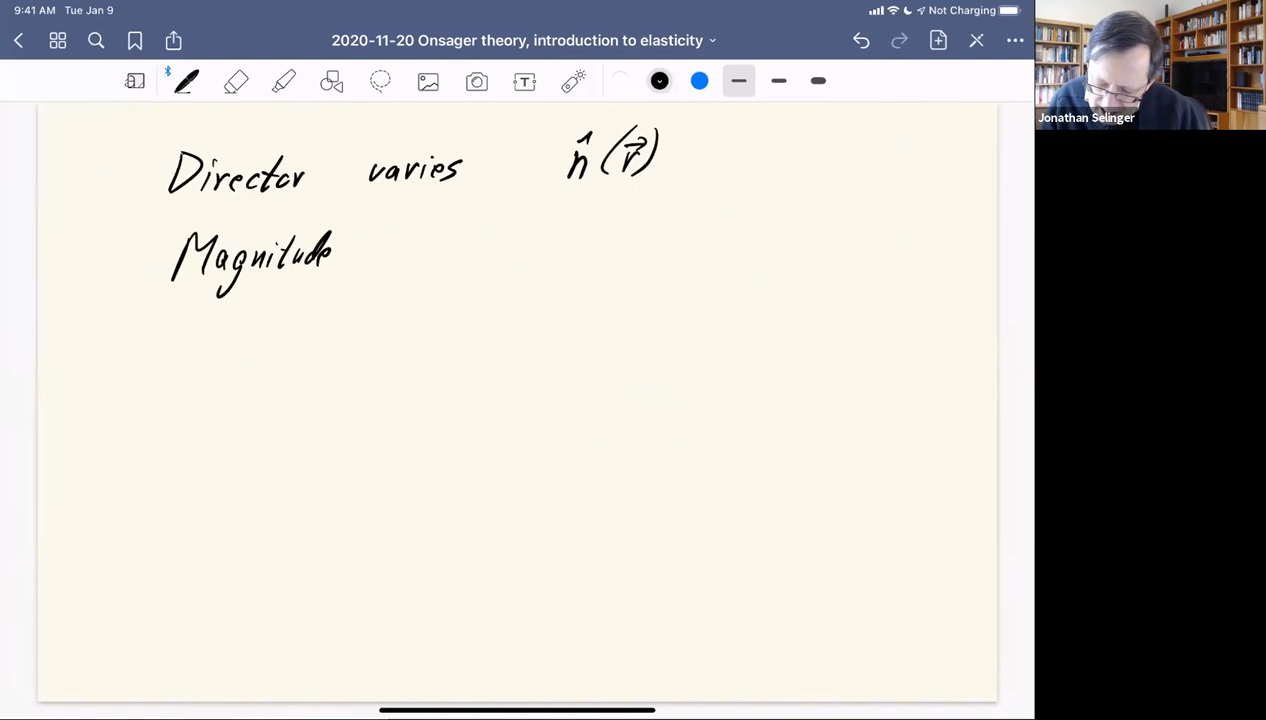 9:41 AM Tue Jan 9
Not Charging
2020-11-20 Onsager theory, introduction to elasticity
T
Jonathan Selinger
Director varies n̂(r⃗)
Magnitude